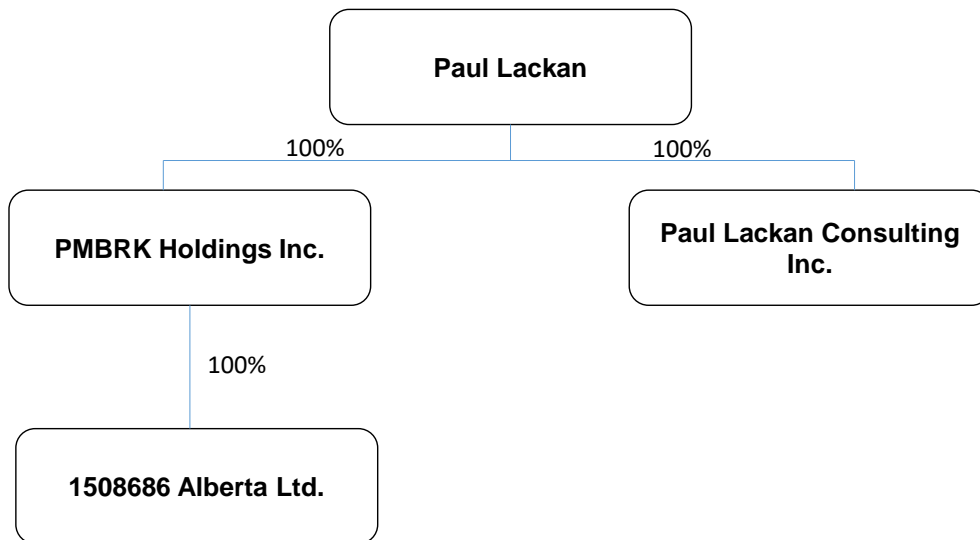 Paul Lackan
100%
100%
PMBRK Holdings Inc.
Paul Lackan Consulting
Inc.
100%
1508686 Alberta Ltd.